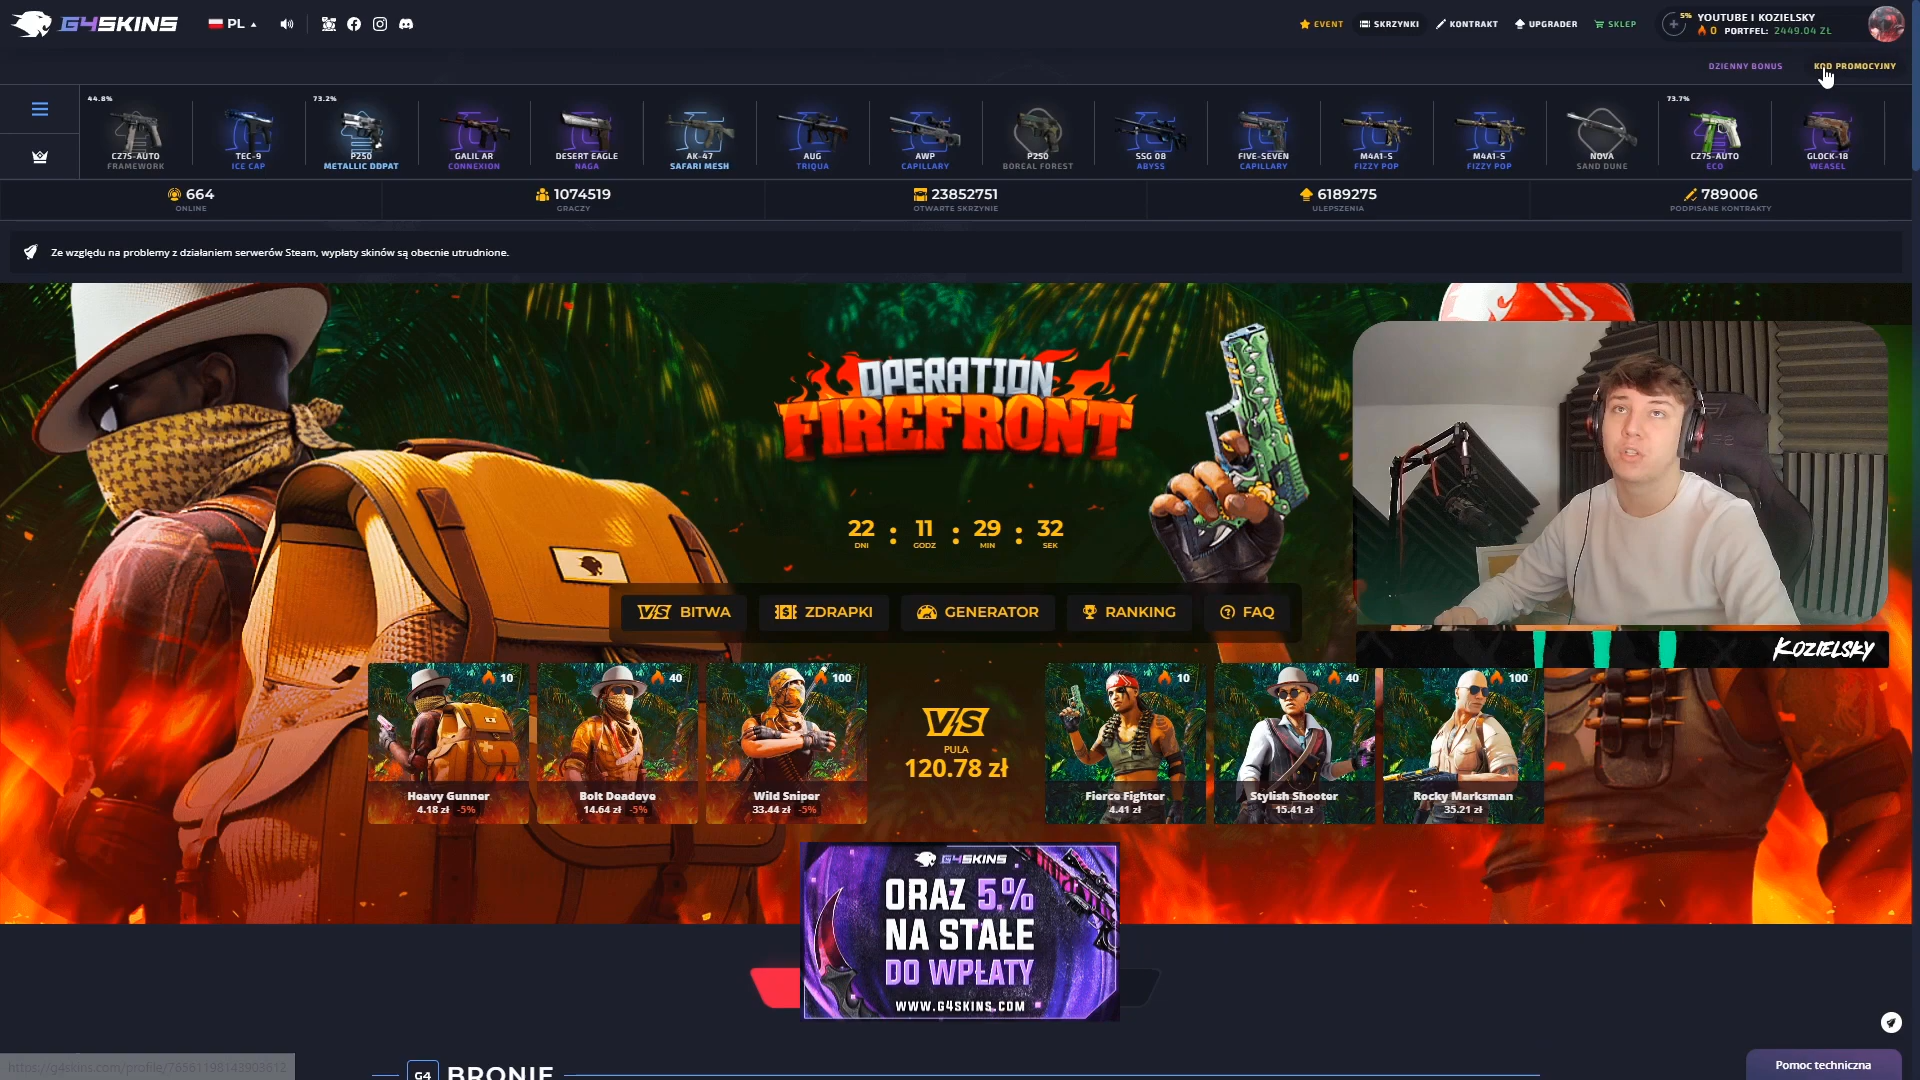 G4SKINS
PL
EVENT
SKRZYNKI
KONTRAKT
UPGRADER
SKLEP
5%
YOUTUBE I KOZIELSKY
0 PORTFEL: 2449.04 ZŁ
DZIENNY BONUS
KOD PROMOCYJNY
44.8%
CZ75-AUTO
FRAMEWORK
TEC-9
ICE CAP
73.2%
P250
METALLIC DDPAT
GALIL AR
CONNEXION
DESERT EAGLE
NAGA
AK-47
SAFARI MESH
AUG
TRIQUA
AWP
CAPILLARY
P250
BOREAL FOREST
SSG 08
ABYSS
FIVE-SEVEN
CAPILLARY
M4A1-S
FIZZY POP
M4A1-S
FIZZY POP
NOVA
SAND DUNE
73.7%
CZ75-AUTO
ECO
GLOCK-18
WEASEL
664
ONLINE
1074519
GRACZY
23852751
OTWARTE SKRZYNIE
6189275
ULEPSZENIA
789006
PODPISANE KONTRAKTY
Ze względu na problemy z działaniem serwerów Steam, wypłaty skinów są obecnie utrudnione.
OPERATION
FIREFRONT
22 : 11 : 29 : 32
DNI GODZ MIN SEK
VS BITWA
ZDRAPKI
GENERATOR
RANKING
FAQ
KOZIELSKY
10
Heavy Gunner
4.18 zł -5%
40
Bolt Deadeye
14.64 zł -5%
100
Wild Sniper
33.44 zł -5%
VS
PULA
120.78 zł
10
Fierce Fighter
4.41 zł
40
Stylish Shooter
15.41 zł
100
Rocky Marksman
35.21 zł
G4SKINS
ORAZ 5%
NA STAŁE
DO WPŁATY
WWW.G4SKINS.COM
G4 BRONIE
https://g4skins.com/profile/76561198143903612
Pomoc techniczna